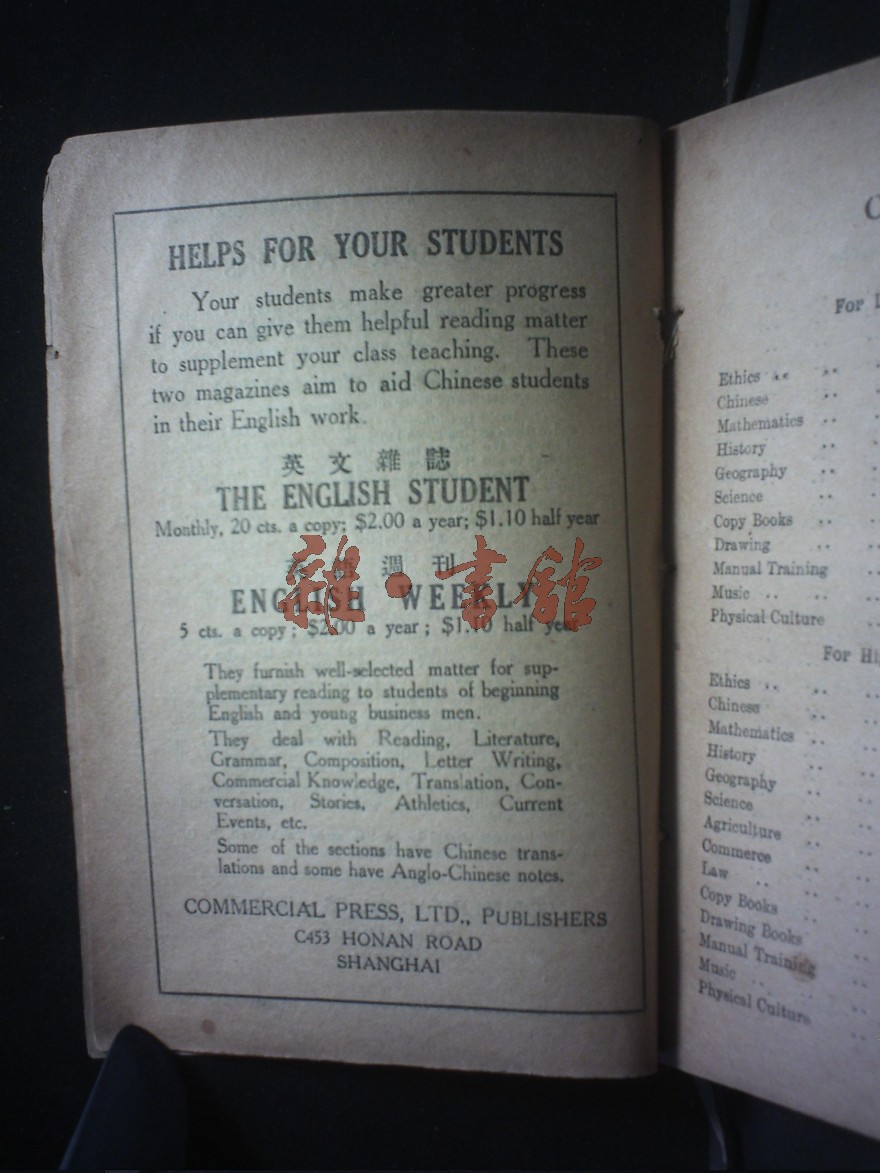 HELPS FOR YOUR STUDENTS
Your students make greater progress
if you can give them helpful reading matter
to supplement your class teaching. These
two magazines aim to aid Chinese students
in their English work.
英文雜誌
THE ENGLISH STUDENT
Monthly, 20 cts. a copy; $2.00 a year; $1.10 half year
週刊
ENGLISH WEEKLY
5 cts. a copy; $2.00 a year; $1.10 half year
雜·書館
They furnish well-selected matter for sup-
plementary reading to students of beginning
English and young business men.
They deal with Reading, Literature,
Grammar, Composition, Letter Writing,
Commercial Knowledge, Translation, Con-
versation, Stories, Athletics, Current
Events, etc.
Some of the sections have Chinese trans-
lations and some have Anglo-Chinese notes.
COMMERCIAL PRESS, LTD., PUBLISHERS
C453 HONAN ROAD
SHANGHAI
For
Ethics .. ..
Chinese ..
Mathematics ..
History ..
Geography ..
Science ..
Copy Books ..
Drawing ..
Manual Training ..
Music .. .. ..
Physical Culture ..
For
Ethics .. .. ..
Chinese ..
Mathematics ..
History ..
Geography ..
Science ..
Agriculture ..
Commerce ..
Law .. ..
Copy Books ..
Drawing Books ..
Manual Training ..
Music .. ..
Physical Culture ..